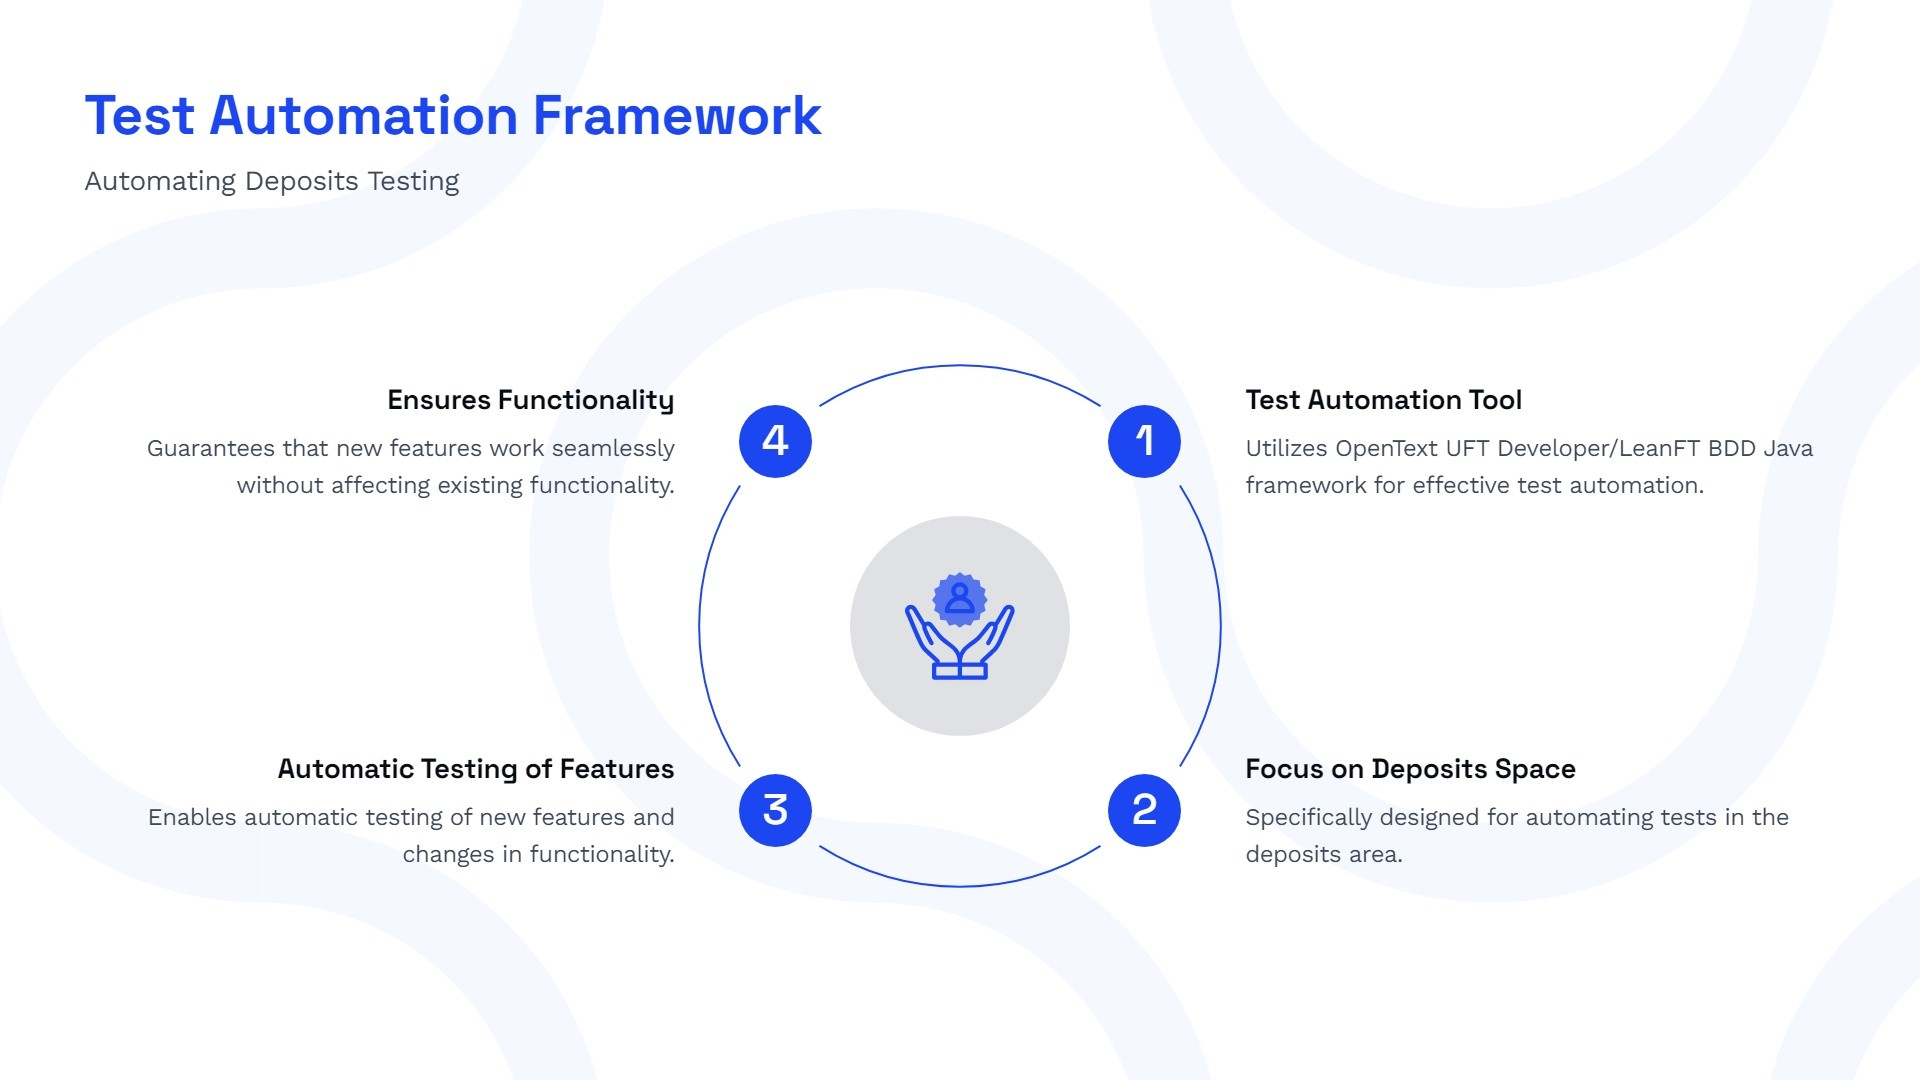 Test Automation Framework
Automating Deposits Testing
1
Test Automation Tool
Utilizes OpenText UFT Developer/LeanFT BDD Java
framework for effective test automation.
2
Focus on Deposits Space
Specifically designed for automating tests in the
deposits area.
3
Automatic Testing of Features
Enables automatic testing of new features and
changes in functionality.
4
Ensures Functionality
Guarantees that new features work seamlessly
without affecting existing functionality.